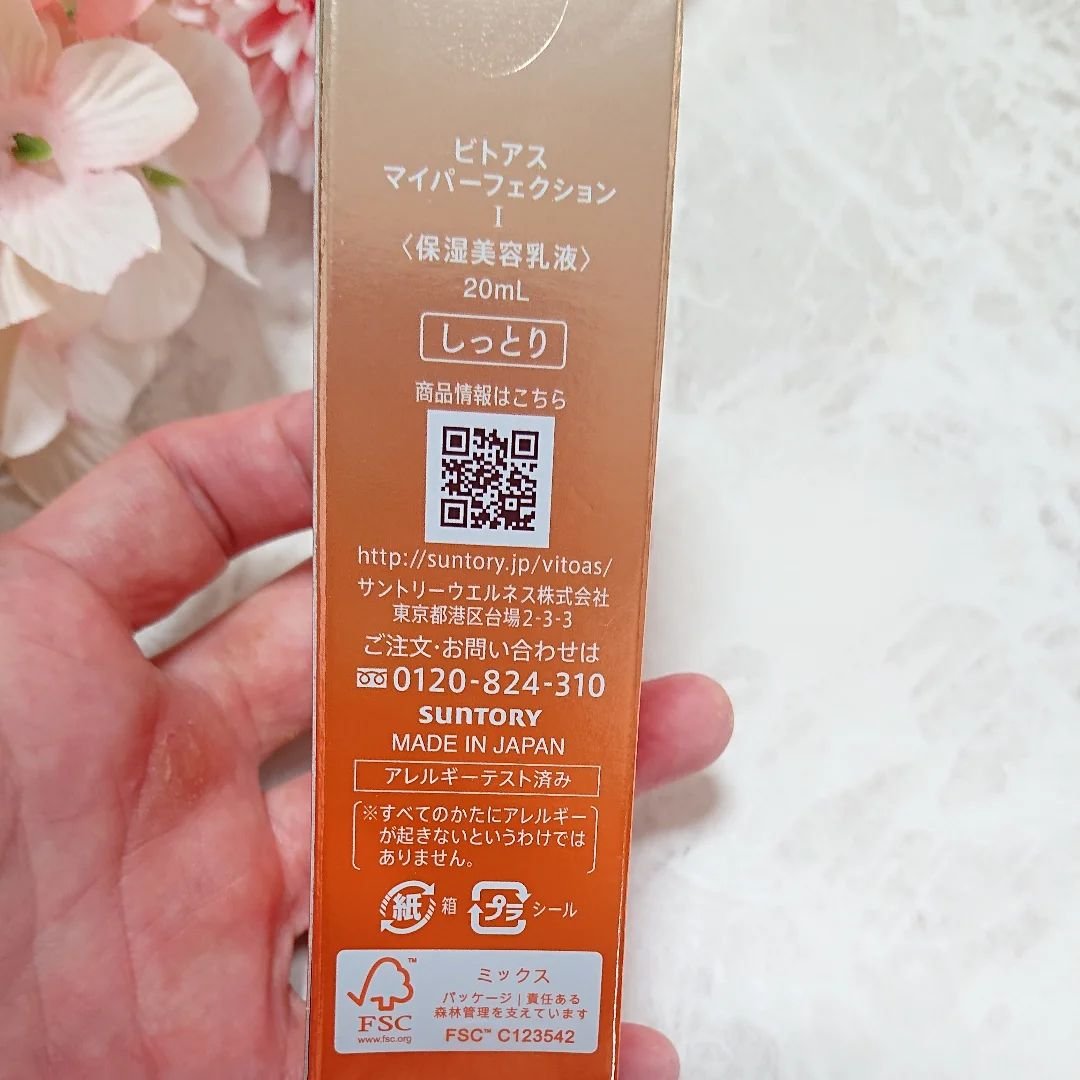 ビトアス
マイパーフェクション
I
〈保湿美容乳液〉
20mL
しっとり
商品情報はこちら
http://suntory.jp/vitoas/
サントリーウエルネス株式会社
東京都港区台場2-3-3
ご注文・お問い合わせは
0120-824-310
SUNTORY
MADE IN JAPAN
アレルギーテスト済み
※すべてのかたにアレルギー
が起きないというわけでは
ありません。
紙 箱 プラ シール
FSC™
www.fsc.org
ミックス
パッケージ | 責任ある
森林管理を支えています
FSC™ C123542